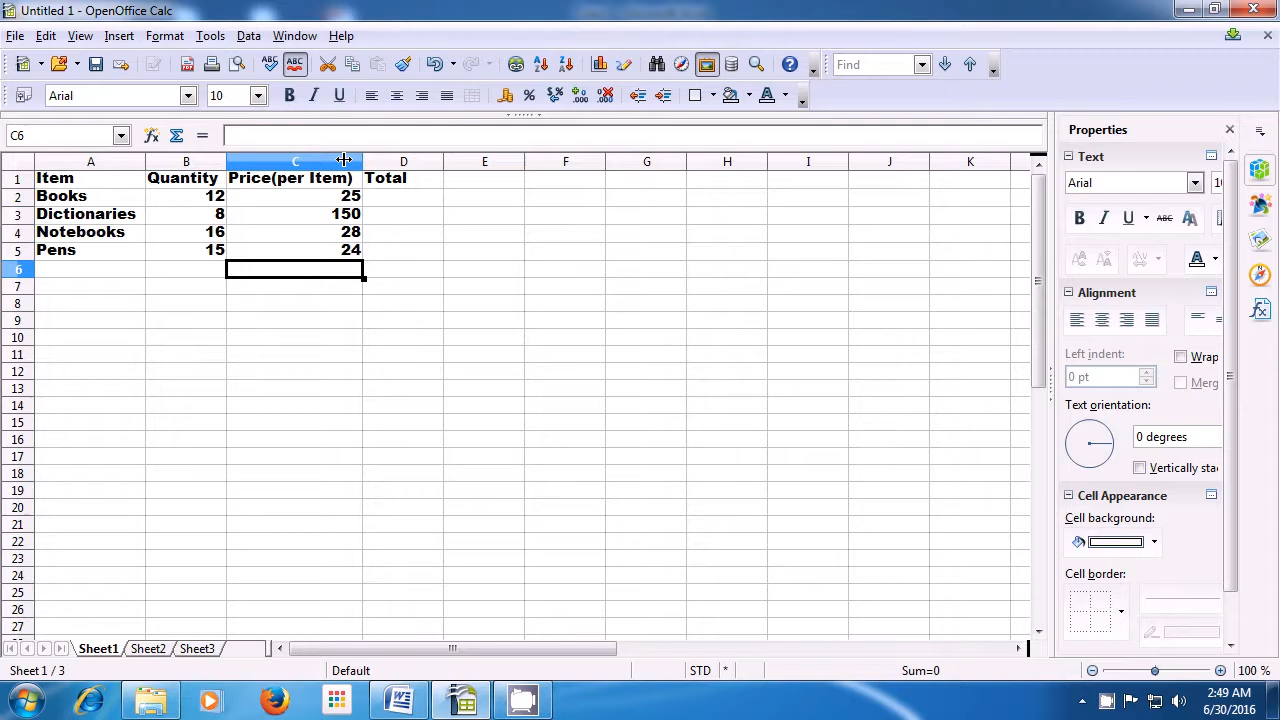 Untitled 1 - OpenOffice Calc
File Edit View Insert Format Tools Data Window Help
Find
Arial 10
C6
Properties
Text
Arial
Alignment
Left indent:
0 pt
Wrap
Text orientation:
0 degrees
Cell Appearance
Cell background:
Cell border:
A B C D E F G H I J K
1 Item Quantity Price(per Item) Total
2 Books 12 25
3 Dictionaries 8 150
4 Notebooks 16 28
5 Pens 15 24
6
7
8
9
10
11
12
13
14
15
16
17
18
19
20
21
22
23
24
25
26
27
Sheet1 Sheet2 Sheet3
Sheet 1 / 3 Default STD * Sum=0 100 %
2:49 AM
6/30/2016